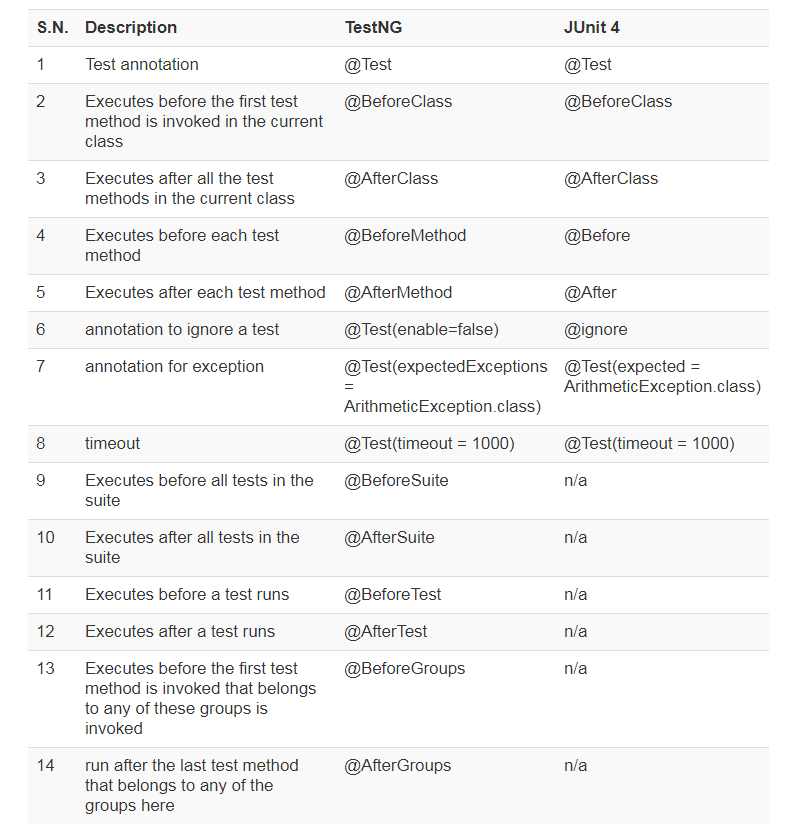 S.N. Description TestNG JUnit 4
1 Test annotation @Test @Test
2 Executes before the first test @BeforeClass @BeforeClass
method is invoked in the current
class
3 Executes after all the test @AfterClass @AfterClass
methods in the current class
4 Executes before each test @BeforeMethod @Before
method
5 Executes after each test method @AfterMethod @After
6 annotation to ignore a test @Test(enable=false) @ignore
7 annotation for exception @Test(expectedExceptions @Test(expected =
= ArithmeticException.class)
ArithmeticException.class)
8 timeout @Test(timeout = 1000) @Test(timeout = 1000)
9 Executes before all tests in the @BeforeSuite n/a
suite
10 Executes after all tests in the @AfterSuite n/a
suite
11 Executes before a test runs @BeforeTest n/a
12 Executes after a test runs @AfterTest n/a
13 Executes before the first test @BeforeGroups n/a
method is invoked that belongs
to any of these groups is
invoked
14 run after the last test method @AfterGroups n/a
that belongs to any of the
groups here